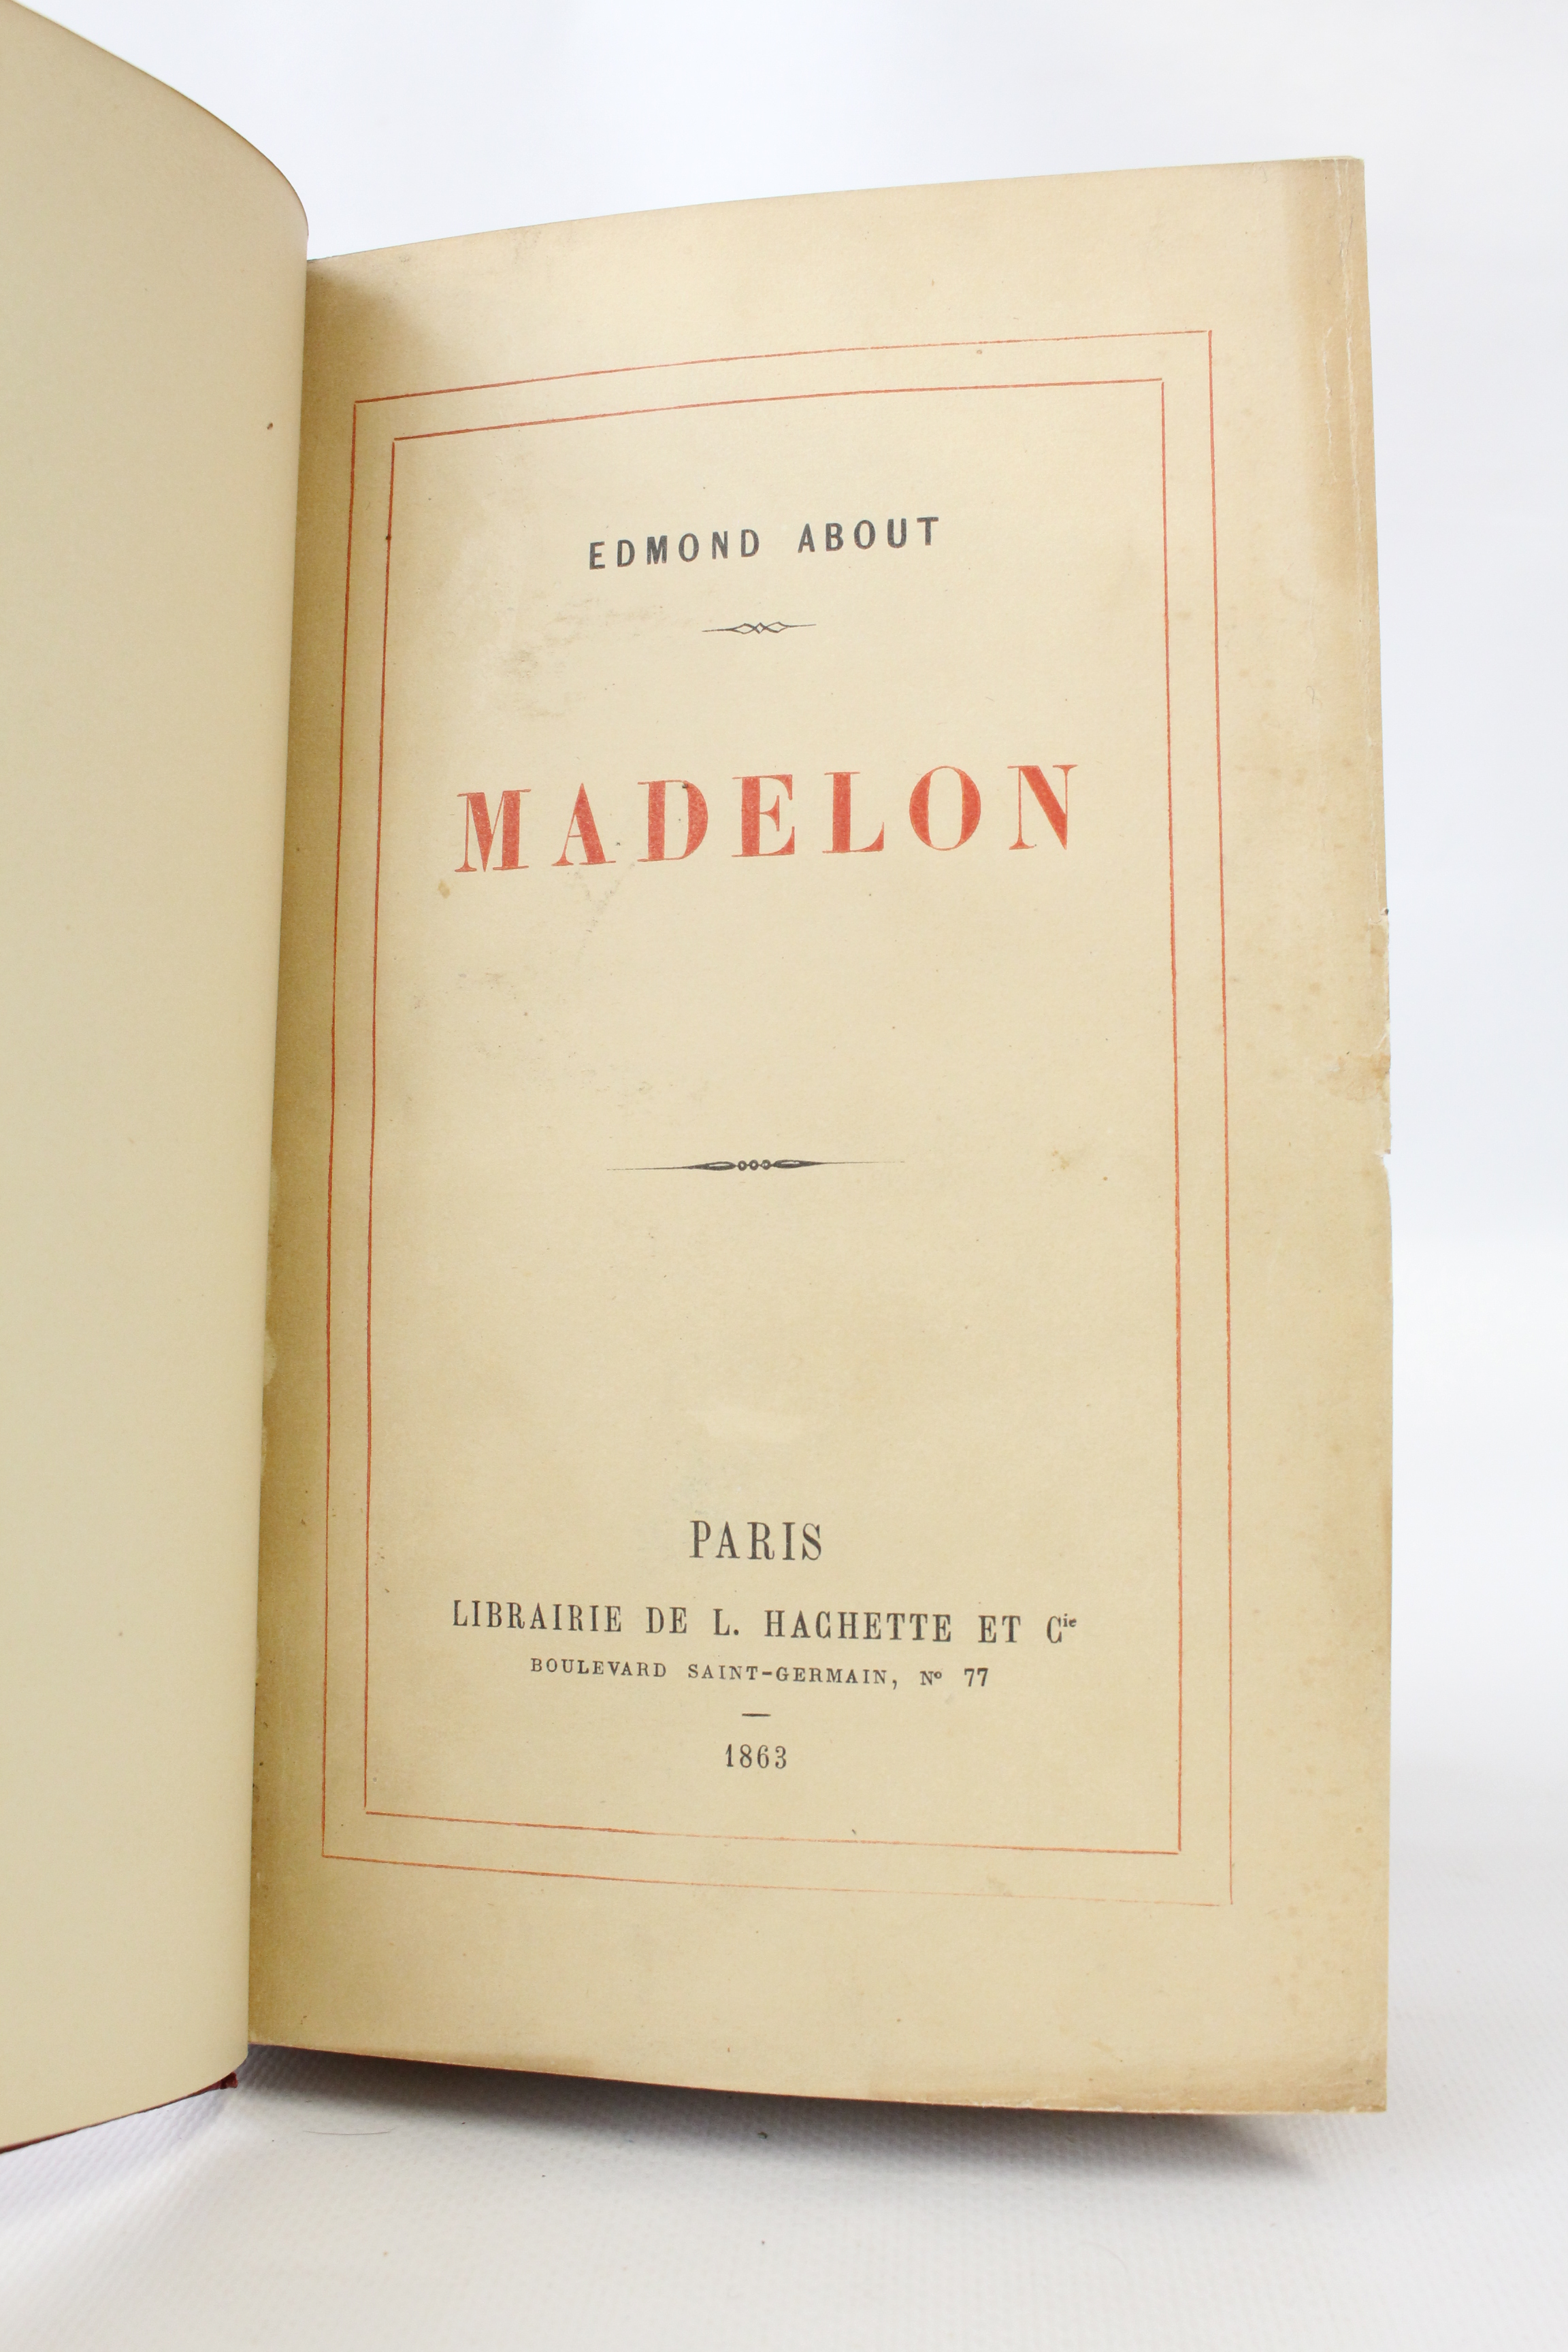 EDMOND ABOUT
MADELON
PARIS
LIBRAIRIE DE L. HACHETTE ET Cie
BOULEVARD SAINT-GERMAIN, No 77
1863